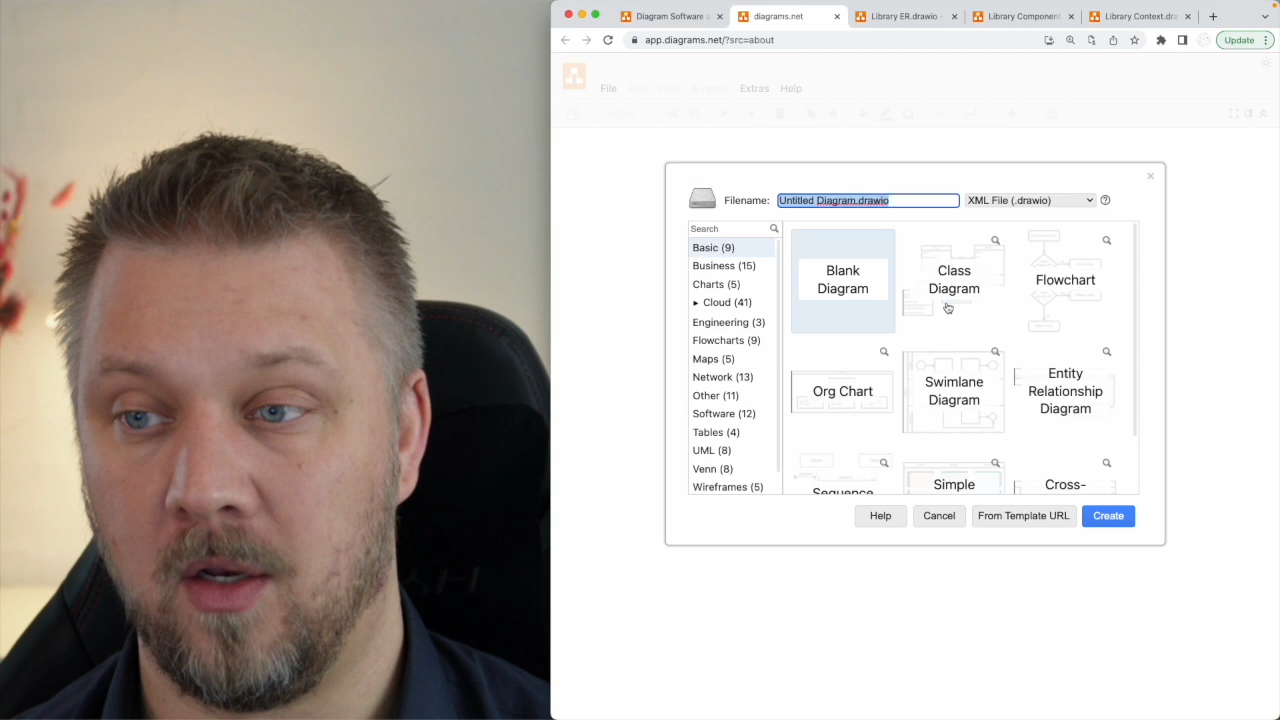 Diagram Software a
diagrams.net
Library ER.drawio -
Library Component
Library Context.dra
app.diagrams.net/?src=about
Update
File
Extras
Help
Filename:
Untitled Diagram.drawio
XML File (.drawio)
Search
Basic (9)
Business (15)
Charts (5)
Cloud (41)
Engineering (3)
Flowcharts (9)
Maps (5)
Network (13)
Other (11)
Software (12)
Tables (4)
UML (8)
Venn (8)
Wireframes (5)
Blank
Diagram
Class
Diagram
Flowchart
Org Chart
Swimlane
Diagram
Entity
Relationship
Diagram
Sequence
Simple
Cross-
Help
Cancel
From Template URL
Create